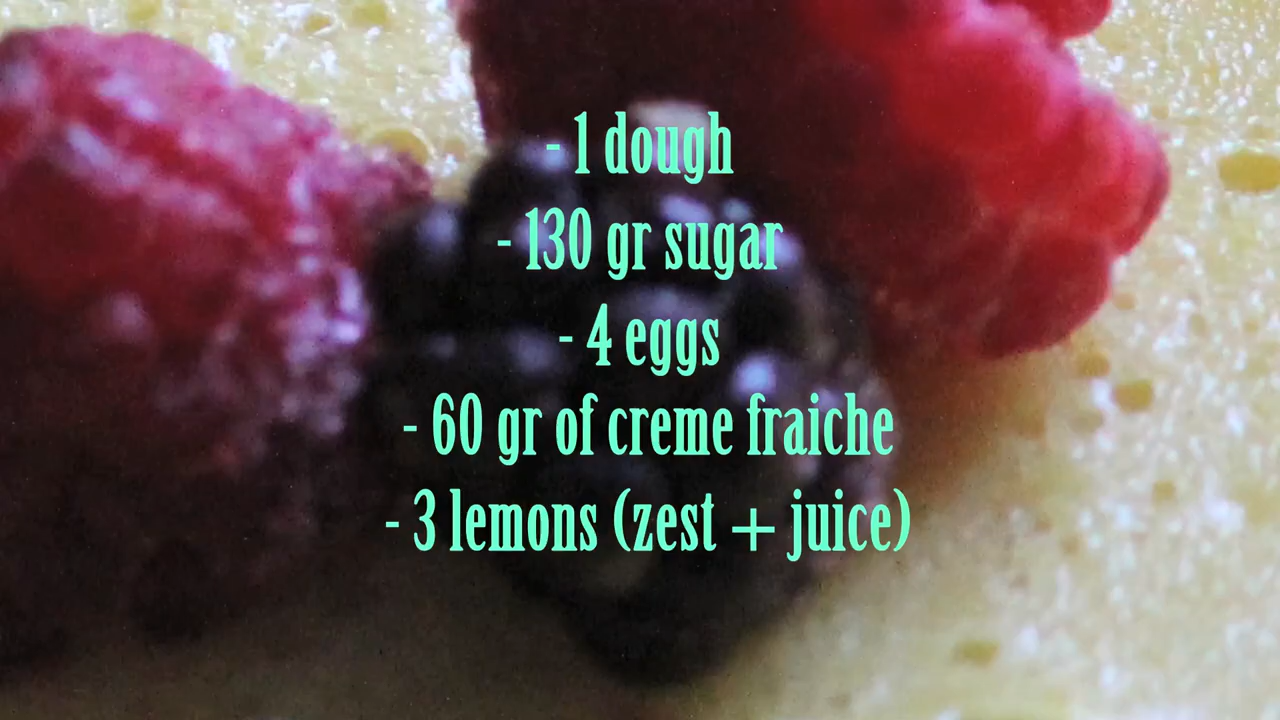 - 1 dough
- 130 gr sugar
- 4 eggs
- 60 gr of creme fraiche
- 3 lemons (zest + juice)